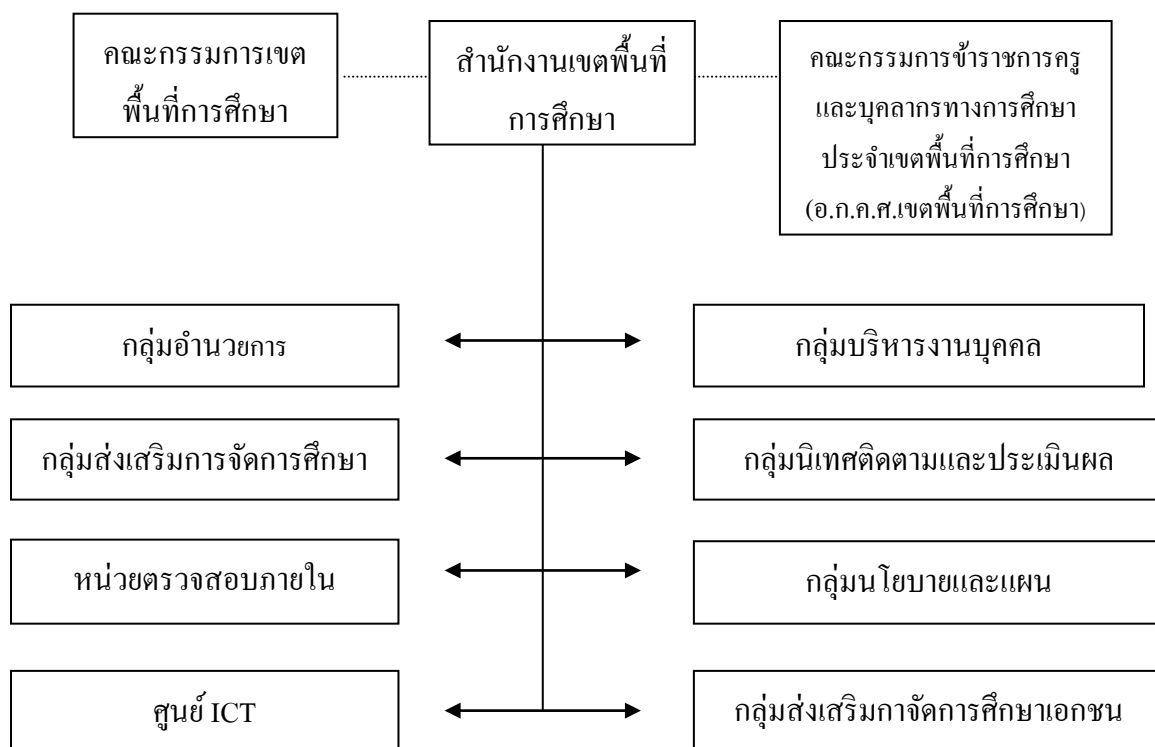 คณะกรรมการเขต
พื้นที่การศึกษา
สำนักงานเขตพื้นที่
การศึกษา
คณะกรรมการข้าราชการครู
และบุคลากรทางการศึกษา
ประจำเขตพื้นที่การศึกษา
(อ.ก.ค.ศ.เขตพื้นที่การศึกษา)
กลุ่มอำนวยการ
กลุ่มบริหารงานบุคคล
กลุ่มส่งเสริมการจัดการศึกษา
กลุ่มนิเทศติดตามและประเมินผล
หน่วยตรวจสอบภายใน
กลุ่มนโยบายและแผน
ศูนย์ ICT
กลุ่มส่งเสริมกาจัดการศึกษาเอกชน